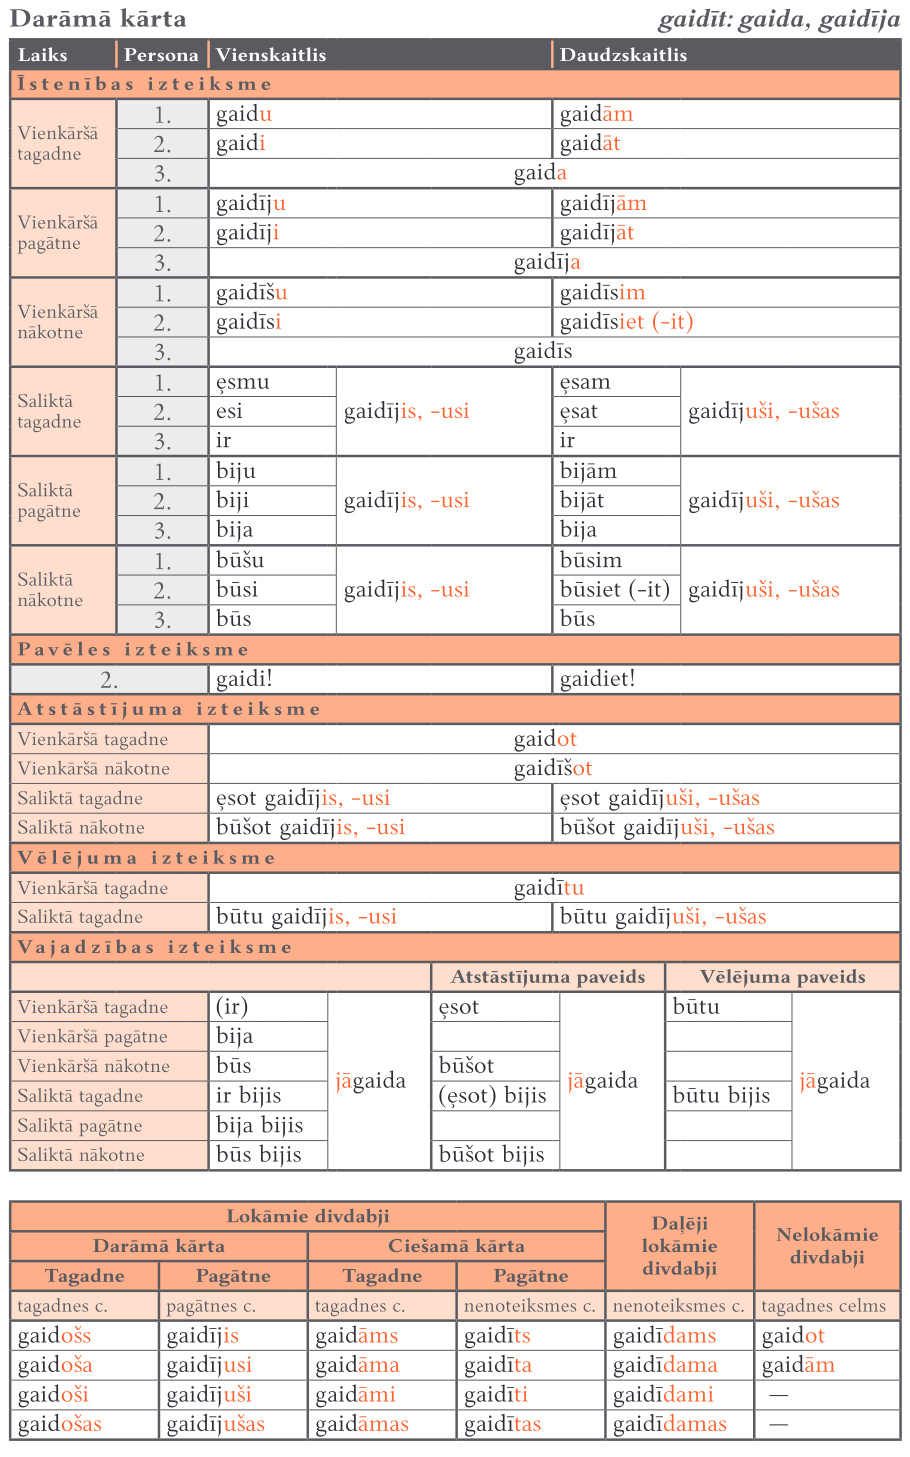 Darāmā kārta gaidīt: gaida, gaidīja
Laiks Persona Vienskaitlis Daudzskaitlis
Īstenības izteiksme
Vienkāršā tagadne 1. gaidu gaidām
2. gaidi gaidāt
3. gaida
Vienkāršā pagātne 1. gaidīju gaidījām
2. gaidīji gaidījāt
3. gaidīja
Vienkāršā nākotne 1. gaidīšu gaidīsim
2. gaidīsi gaidīsiet (-it)
3. gaidīs
Saliktā tagadne 1. ȩsmu gaidījis, -usi ȩsam gaidījuši, -ušas
2. esi ȩsat
3. ir ir
Saliktā pagātne 1. biju gaidījis, -usi bijām gaidījuši, -ušas
2. biji bijāt
3. bija bija
Saliktā nākotne 1. būšu gaidījis, -usi būsim gaidījuši, -ušas
2. būsi būsiet (-it)
3. būs būs
Pavēles izteiksme
2. gaidi! gaidiet!
Atstāstījuma izteiksme
Vienkāršā tagadne gaidot
Vienkāršā nākotne gaidīšot
Saliktā tagadne ȩsot gaidījis, -usi ȩsot gaidījuši, -ušas
Saliktā nākotne būšot gaidījis, -usi būšot gaidījuši, -ušas
Vēlējuma izteiksme
Vienkāršā tagadne gaidītu
Saliktā tagadne būtu gaidījis, -usi būtu gaidījuši, -ušas
Vajadzības izteiksme
Atstāstījuma paveids Vēlējuma paveids
Vienkāršā tagadne (ir) jāgaida ȩsot jāgaida būtu jāgaida
Vienkāršā pagātne bija
Vienkāršā nākotne būs būšot
Saliktā tagadne ir bijis (ȩsot) bijis būtu bijis
Saliktā pagātne bija bijis
Saliktā nākotne būs bijis būšot bijis
Lokāmie divdabji Daļēji lokāmie divdabji Nelokāmie divdabji
Darāmā kārta Ciešamā kārta
Tagadne Pagātne Tagadne Pagātne
tagadnes c. pagātnes c. tagadnes c. nenoteiksmes c. nenoteiksmes c. tagadnes celms
gaidošs gaidījis gaidāms gaidīts gaidīdams gaidot
gaidoša gaidījusi gaidāma gaidīta gaidīdama gaidām
gaidoši gaidījuši gaidāmi gaidīti gaidīdami —
gaidošas gaidījušas gaidāmas gaidītas gaidīdamas —